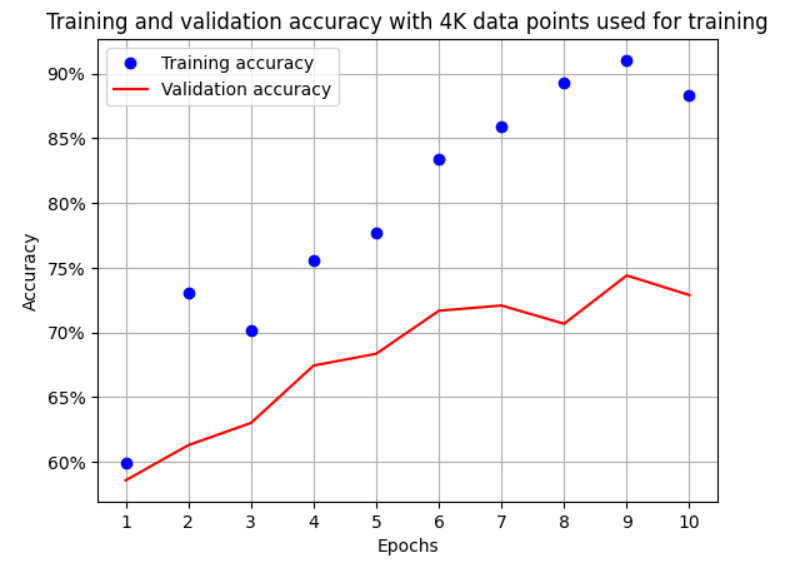 Training and validation accuracy with 4K data points used for training
Training accuracy
Validation accuracy
90%
85%
80%
75%
70%
65%
60%
Accuracy
1 2 3 4 5 6 7 8 9 10
Epochs